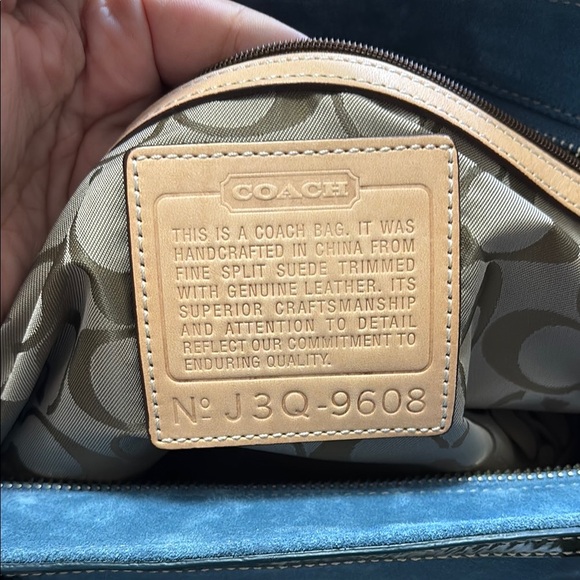 COACH
THIS IS A COACH BAG. IT WAS
HANDCRAFTED IN CHINA FROM
FINE SPLIT SUEDE TRIMMED
WITH GENUINE LEATHER. ITS
SUPERIOR CRAFTSMANSHIP
AND ATTENTION TO DETAIL
REFLECT OUR COMMITMENT TO
ENDURING QUALITY.
Nº J3Q-9608